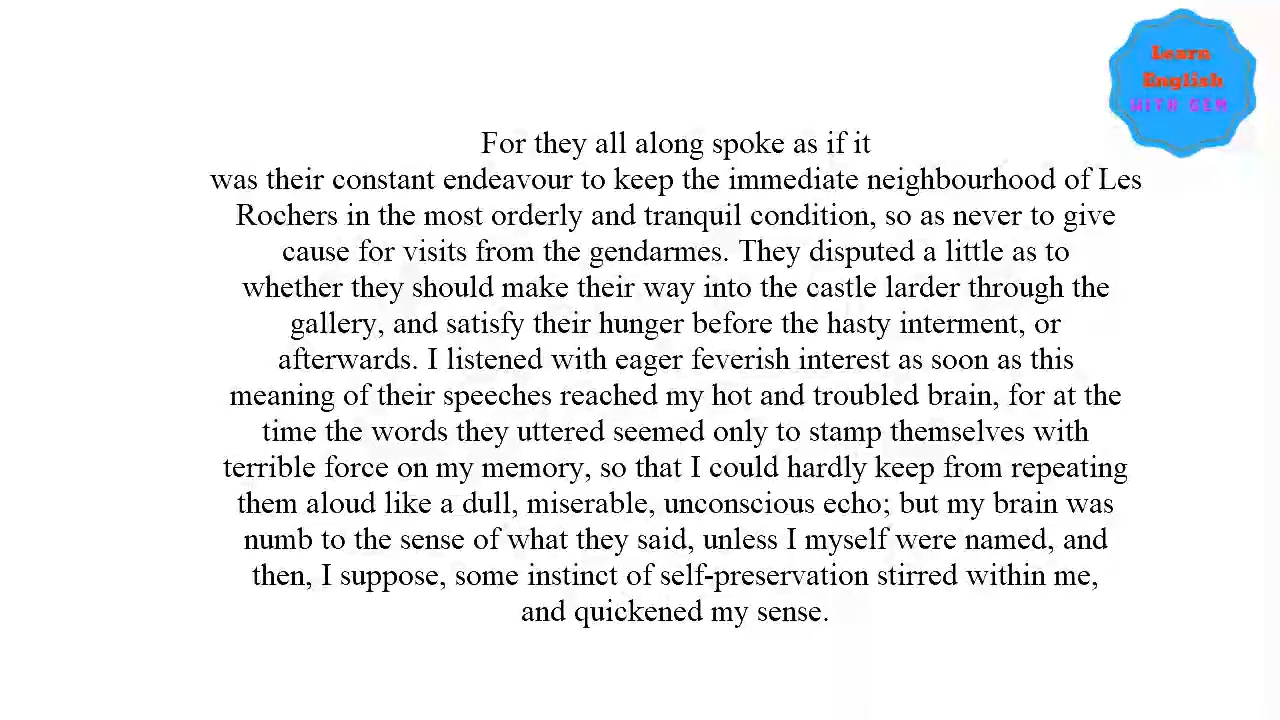 Learn
English
WITH GEM
For they all along spoke as if it
was their constant endeavour to keep the immediate neighbourhood of Les
Rochers in the most orderly and tranquil condition, so as never to give
cause for visits from the gendarmes. They disputed a little as to
whether they should make their way into the castle larder through the
gallery, and satisfy their hunger before the hasty interment, or
afterwards. I listened with eager feverish interest as soon as this
meaning of their speeches reached my hot and troubled brain, for at the
time the words they uttered seemed only to stamp themselves with
terrible force on my memory, so that I could hardly keep from repeating
them aloud like a dull, miserable, unconscious echo; but my brain was
numb to the sense of what they said, unless I myself were named, and
then, I suppose, some instinct of self-preservation stirred within me,
and quickened my sense.